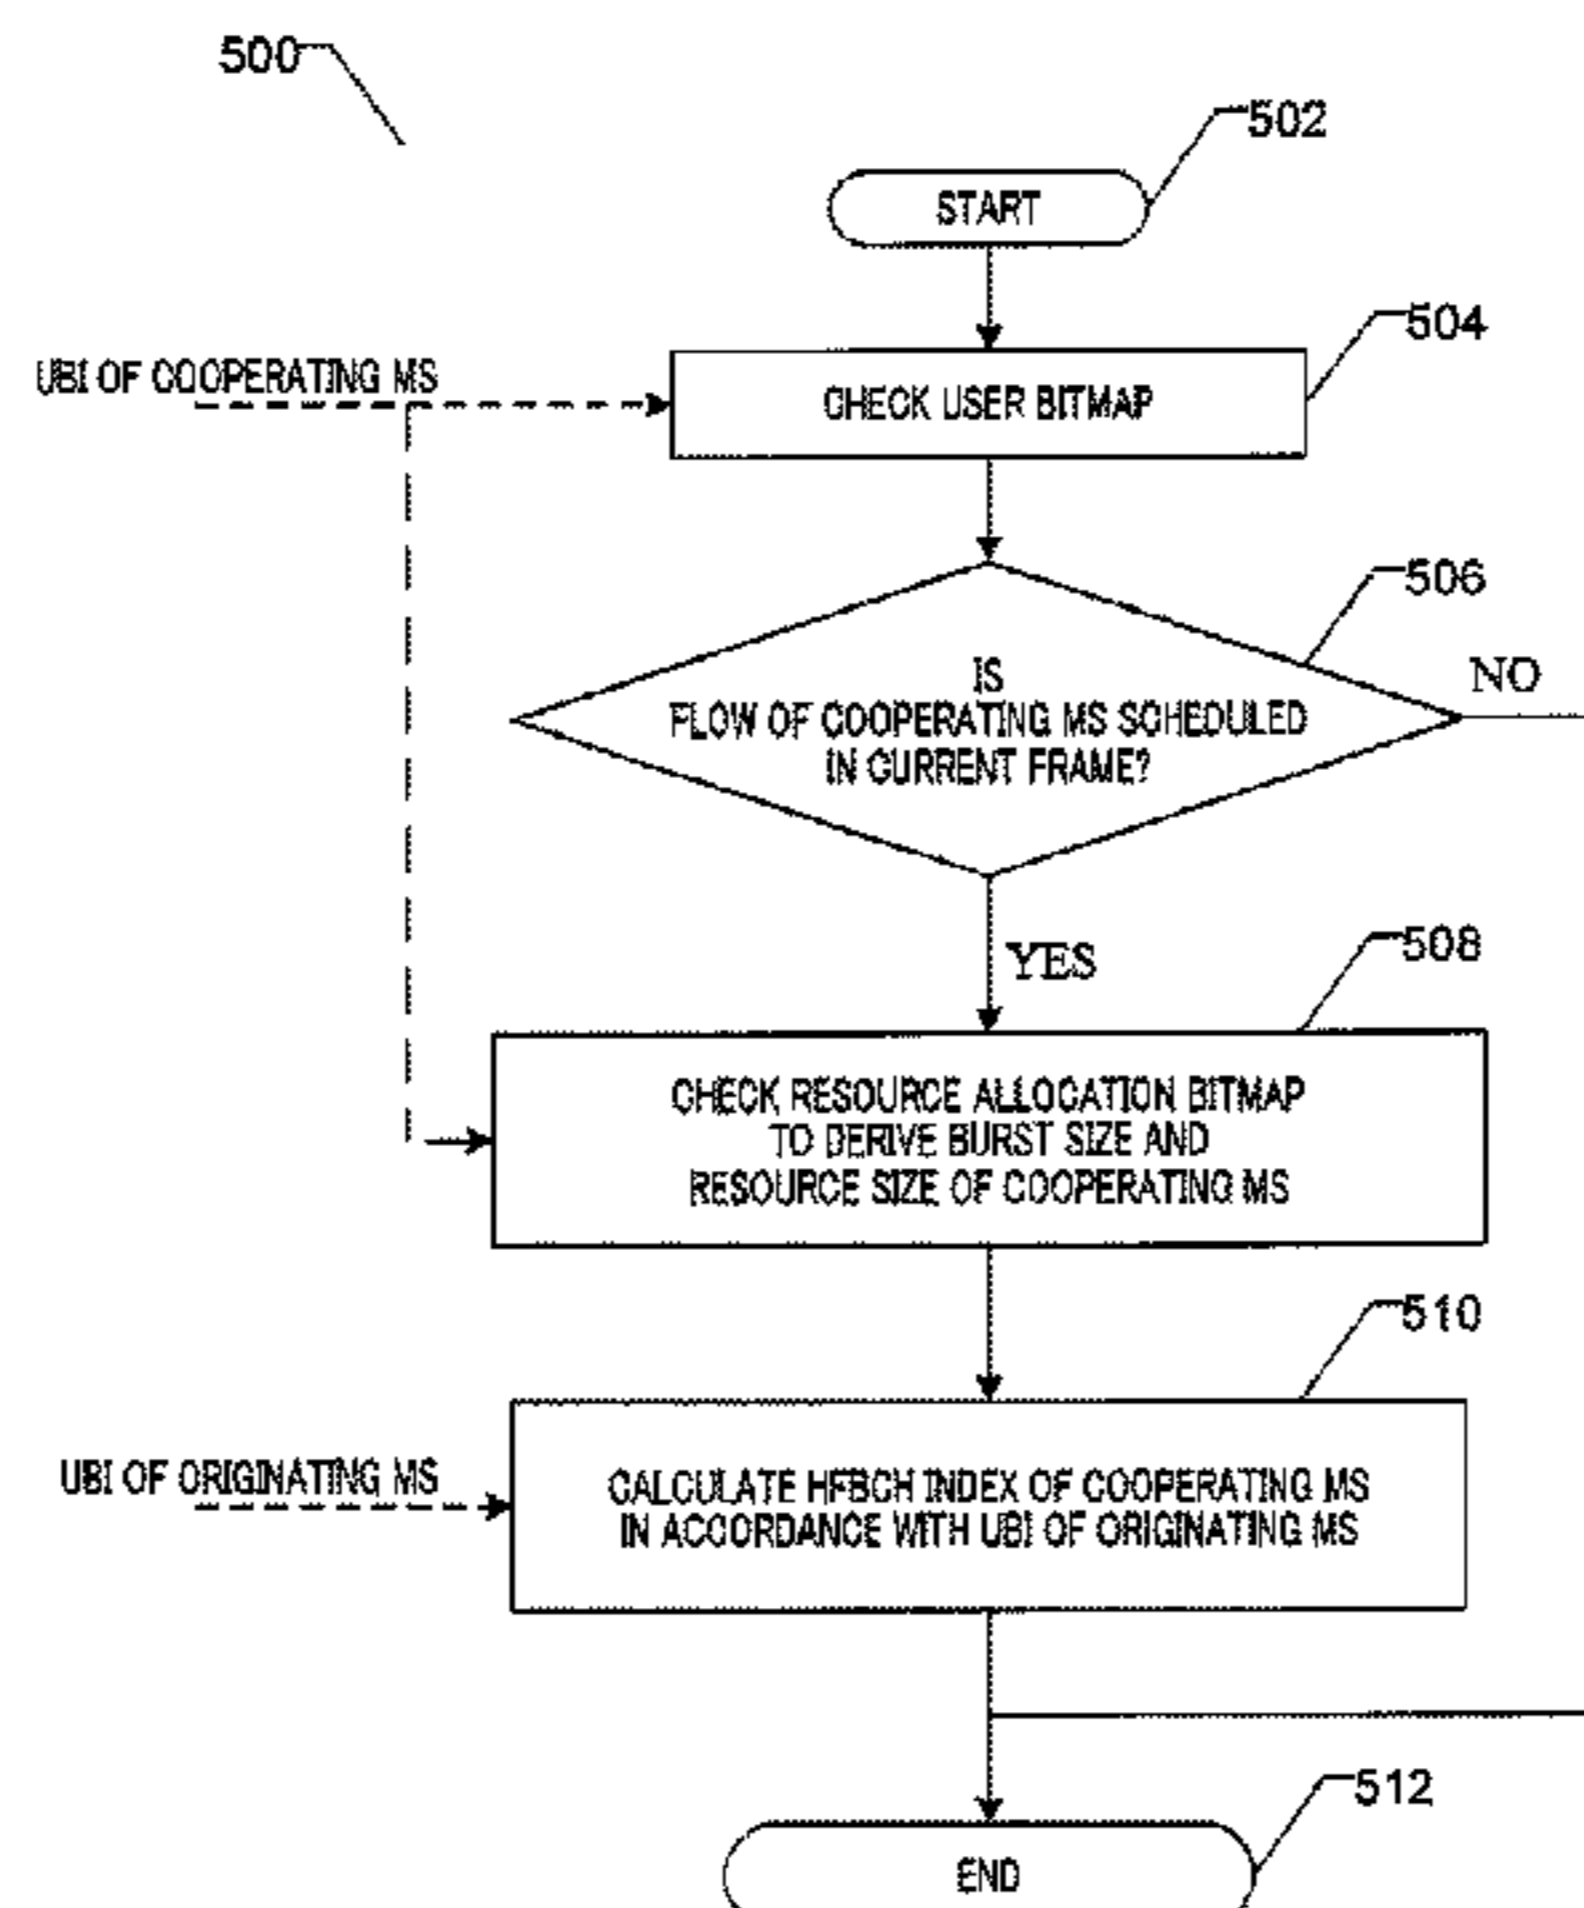 500
502
START
504
UBI OF COOPERATING MS
CHECK USER BITMAP
506
IS
FLOW OF COOPERATING MS SCHEDULED
IN CURRENT FRAME?
NO
YES
508
CHECK RESOURCE ALLOCATION BITMAP
TO DERIVE BURST SIZE AND
RESOURCE SIZE OF COOPERATING MS
510
UBI OF ORIGINATING MS
CALCULATE HFBCH INDEX OF COOPERATING MS
IN ACCORDANCE WITH UBI OF ORIGINATING MS
512
END